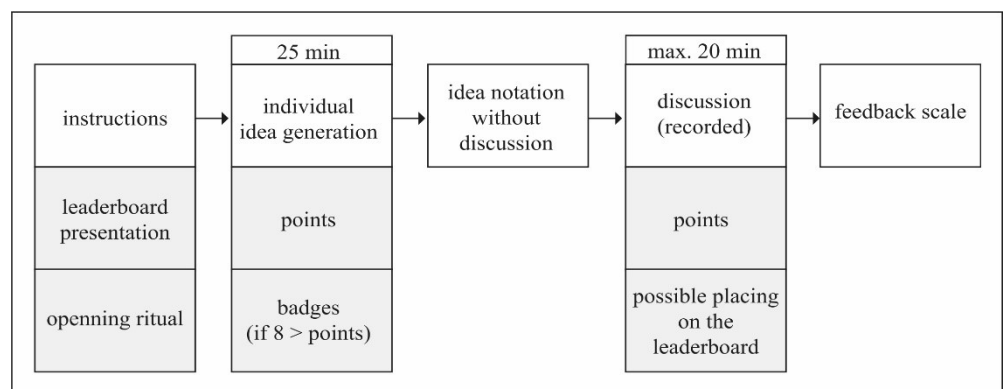 25 min
max. 20 min
instructions
individual
idea generation
idea notation
without
discussion
discussion
(recorded)
feedback scale
leaderboard
presentation
points
points
openning ritual
badges
(if 8 > points)
possible placing
on the
leaderboard